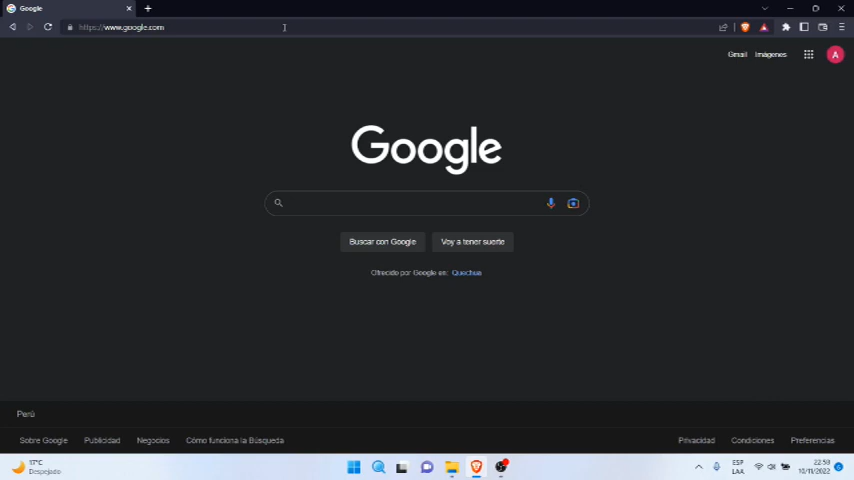 Google
https://www.google.com
Gmail Imágenes
A
Google
Buscar con Google Voy a tener suerte
Ofrecido por Google en: Quechua
Perú
Sobre Google Publicidad Negocios Cómo funciona la Búsqueda Privacidad Condiciones Preferencias
17°C
Despejado
ESP
LAA
22:59
10/11/2022